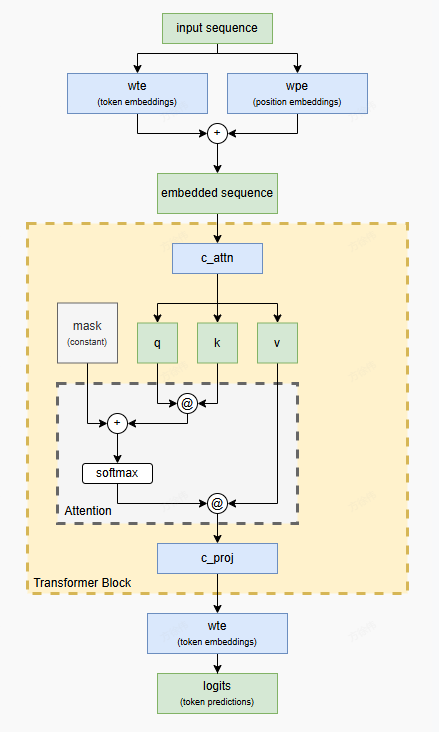 input sequence
wte
(token embeddings)
wpe
(position embeddings)
+
embedded sequence
c_attn
mask
(constant)
q
k
v
@
+
softmax
@
Attention
c_proj
Transformer Block
wte
(token embeddings)
logits
(token predictions)